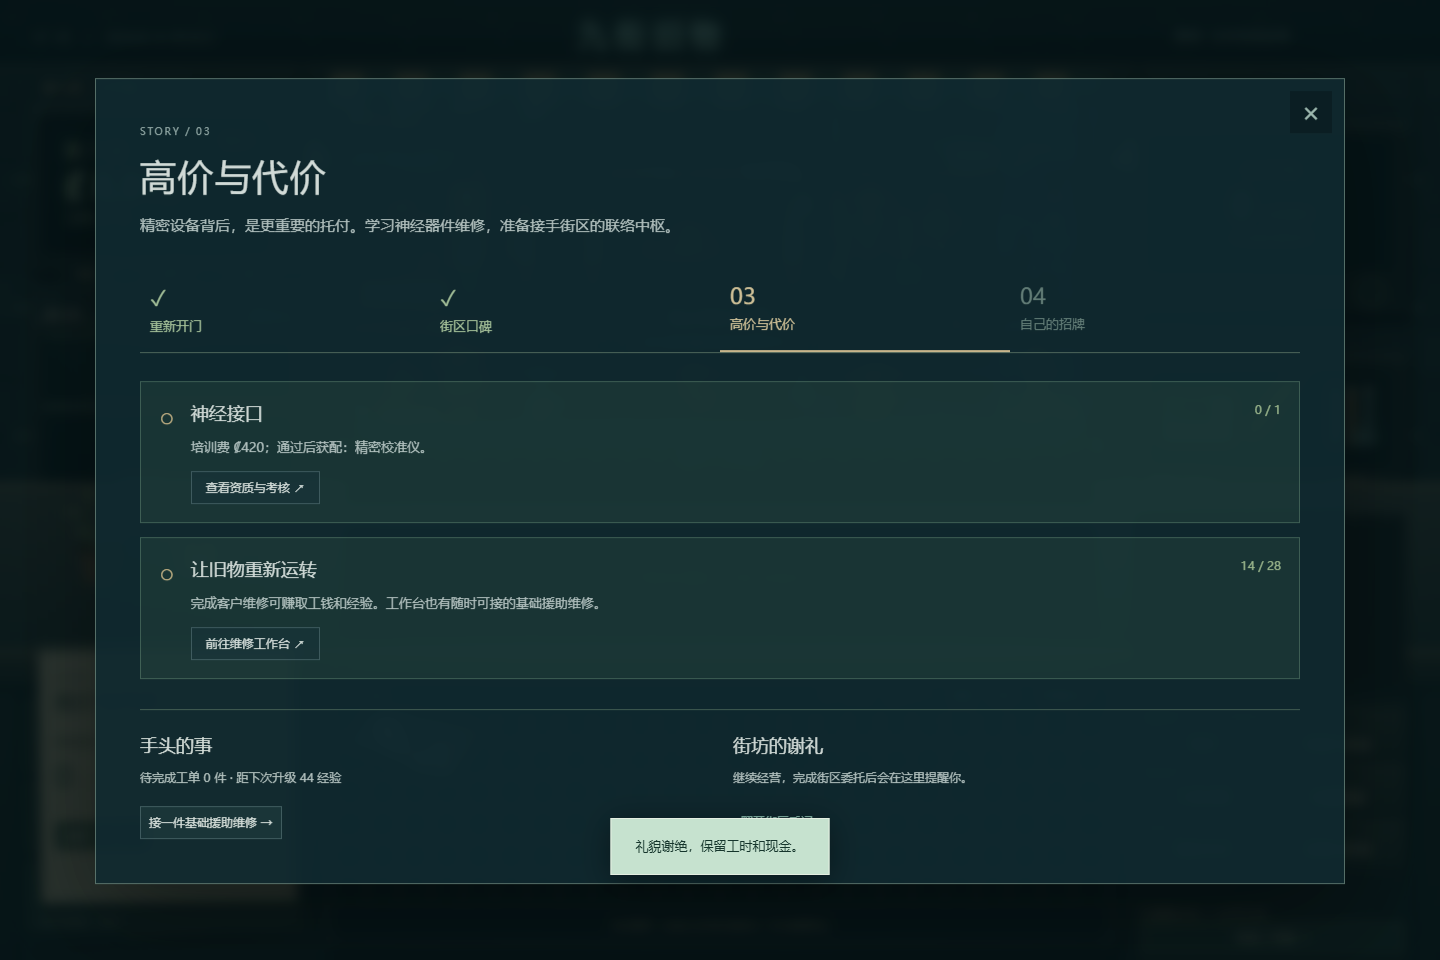 STORY / 03
高价与代价
精密设备背后，是更重要的托付。学习神经器件维修，准备接手街区的联络中枢。
✓
重新开门
✓
街区口碑
03
高价与代价
04
自己的招牌
神经接口
0 / 1
培训费 ₡420；通过后获配：精密校准仪。
查看资质与考核 ↗
让旧物重新运转
14 / 28
完成客户维修可赚取工钱和经验。工作台也有随时可接的基础援助维修。
前往维修工作台 ↗
手头的事
待完成工单 0 件 · 距下次升级 44 经验
接一件基础援助维修 →
街坊的谢礼
继续经营，完成街区委托后会在这里提醒你。
礼貌谢绝，保留工时和现金。